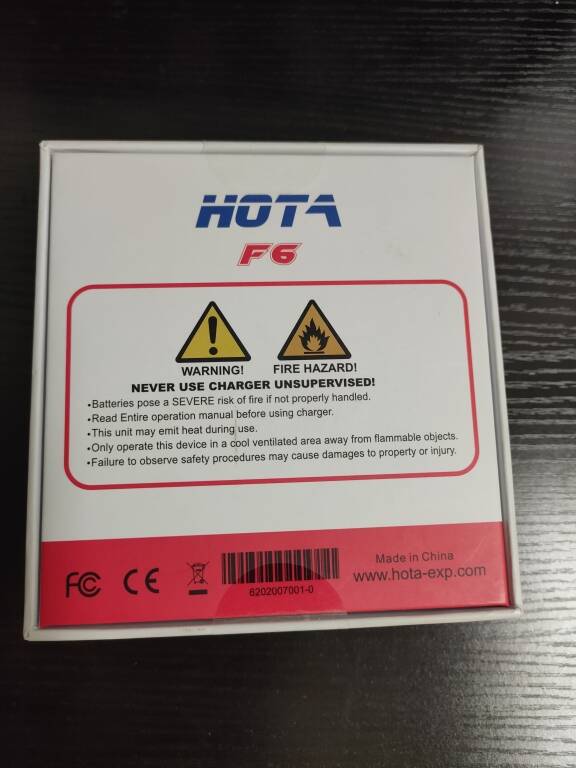 HOTA
F6
WARNING! FIRE HAZARD!
NEVER USE CHARGER UNSUPERVISED!
•Batteries pose a SEVERE risk of fire if not properly handled.
•Read Entire operation manual before using charger.
•This unit may emit heat during use.
•Only operate this device in a cool ventilated area away from flammable objects.
•Failure to observe safety procedures may cause damages to property or injury.
FC CE
6202007001-0
Made in China
www.hota-exp.com